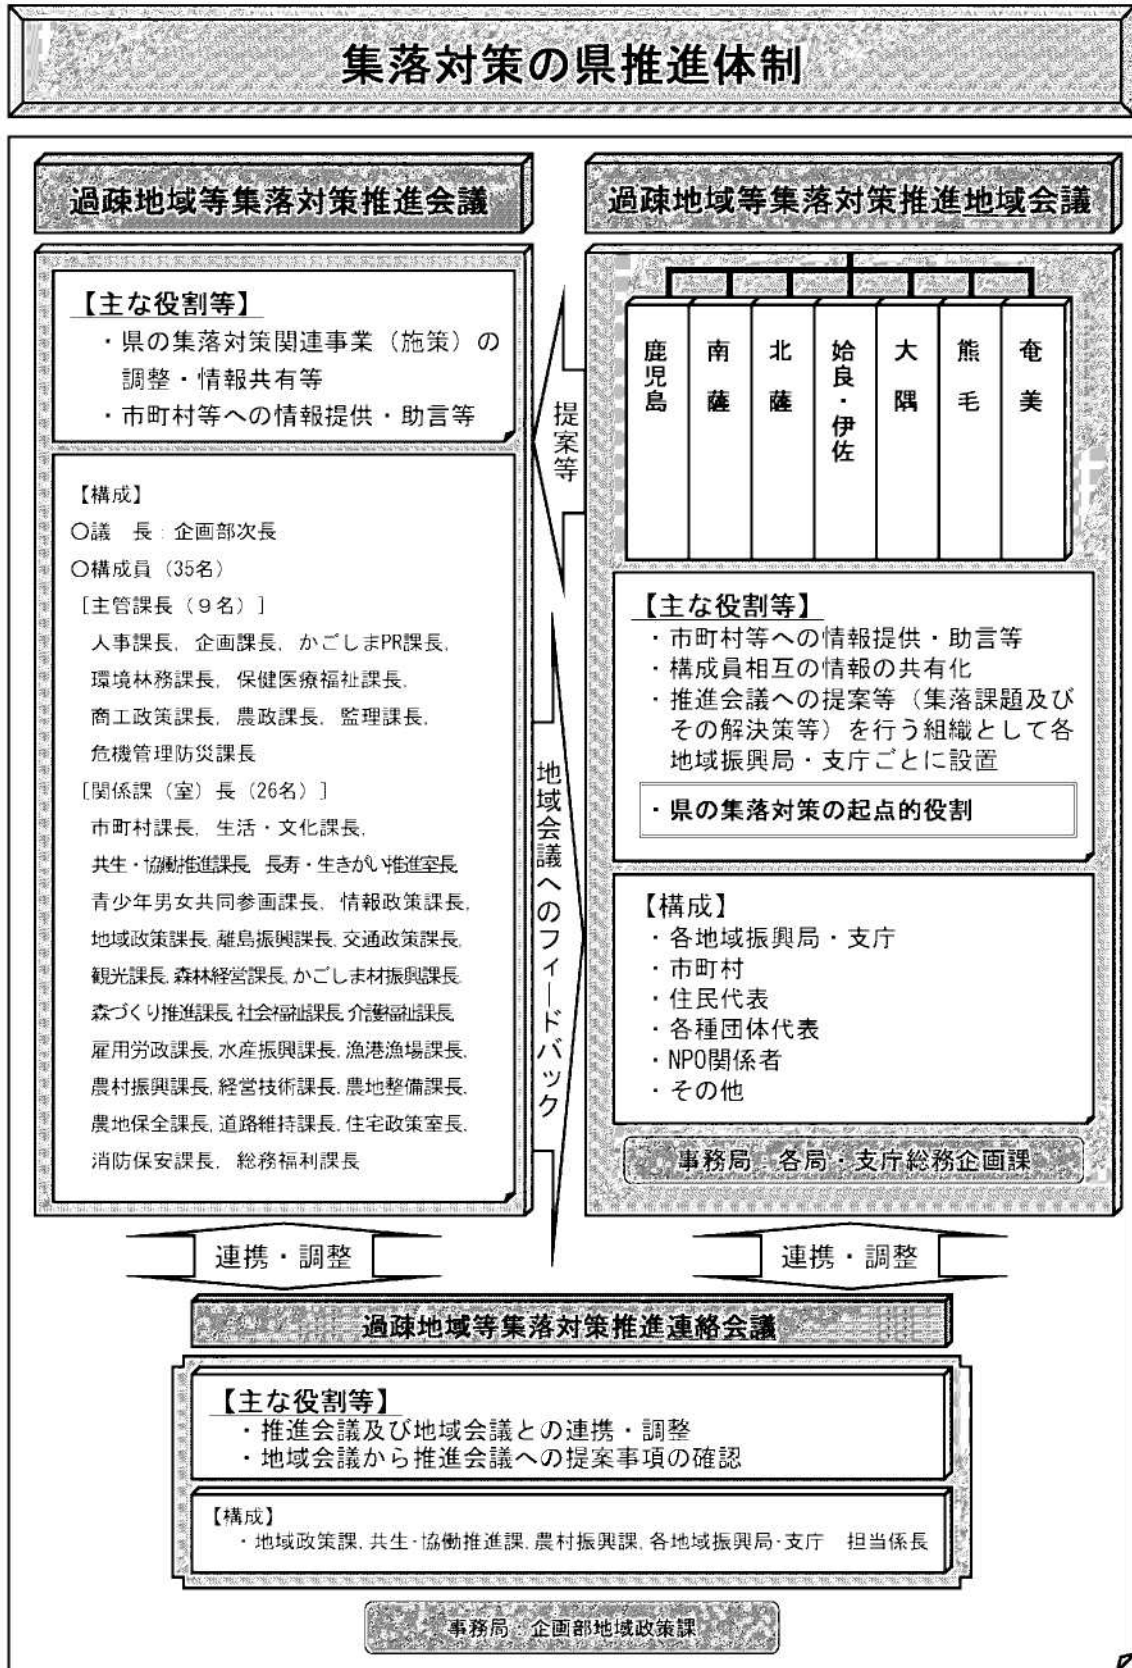 集落対策の県推進体制
過疎地域等集落対策推進会議
【主な役割等】
・県の集落対策関連事業（施策）の
調整・情報共有等
・市町村等への情報提供・助言等
【構成】
○議　長：企画部次長
○構成員（35名）
［主管課長（９名）］
人事課長，企画課長，かごしまPR課長，
環境林務課長，保健医療福祉課長，
商工政策課長，農政課長，監理課長，
危機管理防災課長
［関係課（室）長（26名）］
市町村課長，生活・文化課長，
共生・協働推進課長　長寿・生きがい推進室長
青少年男女共同参画課長，情報政策課長，
地域政策課長，離島振興課長，交通政策課長，
観光課長，森林経営課長，かごしま材振興課長
森づくり推進課長，社会福祉課長，介護福祉課長
雇用労政課長，水産振興課長，漁港漁場課長，
農村振興課長，経営技術課長，農地整備課長，
農地保全課長，道路維持課長，住宅政策室長，
消防保安課長，総務福利課長
提案等
地域会議へのフィードバック
過疎地域等集落対策推進地域会議
鹿児島
南薩
北薩
姶良・伊佐
大隅
熊毛
奄美
【主な役割等】
・市町村等への情報提供・助言等
・構成員相互の情報の共有化
・推進会議への提案等（集落課題及び
その解決策等）を行う組織として各
地域振興局・支庁ごとに設置
・県の集落対策の起点的役割
【構成】
・各地域振興局・支庁
・市町村
・住民代表
・各種団体代表
・NPO関係者
・その他
事務局：各局・支庁総務企画課
連携・調整
連携・調整
過疎地域等集落対策推進連絡会議
【主な役割等】
・推進会議及び地域会議との連携・調整
・地域会議から推進会議への提案事項の確認
【構成】
・地域政策課，共生・協働推進課，農村振興課，各地域振興局・支庁　担当係長
事務局：企画部地域政策課